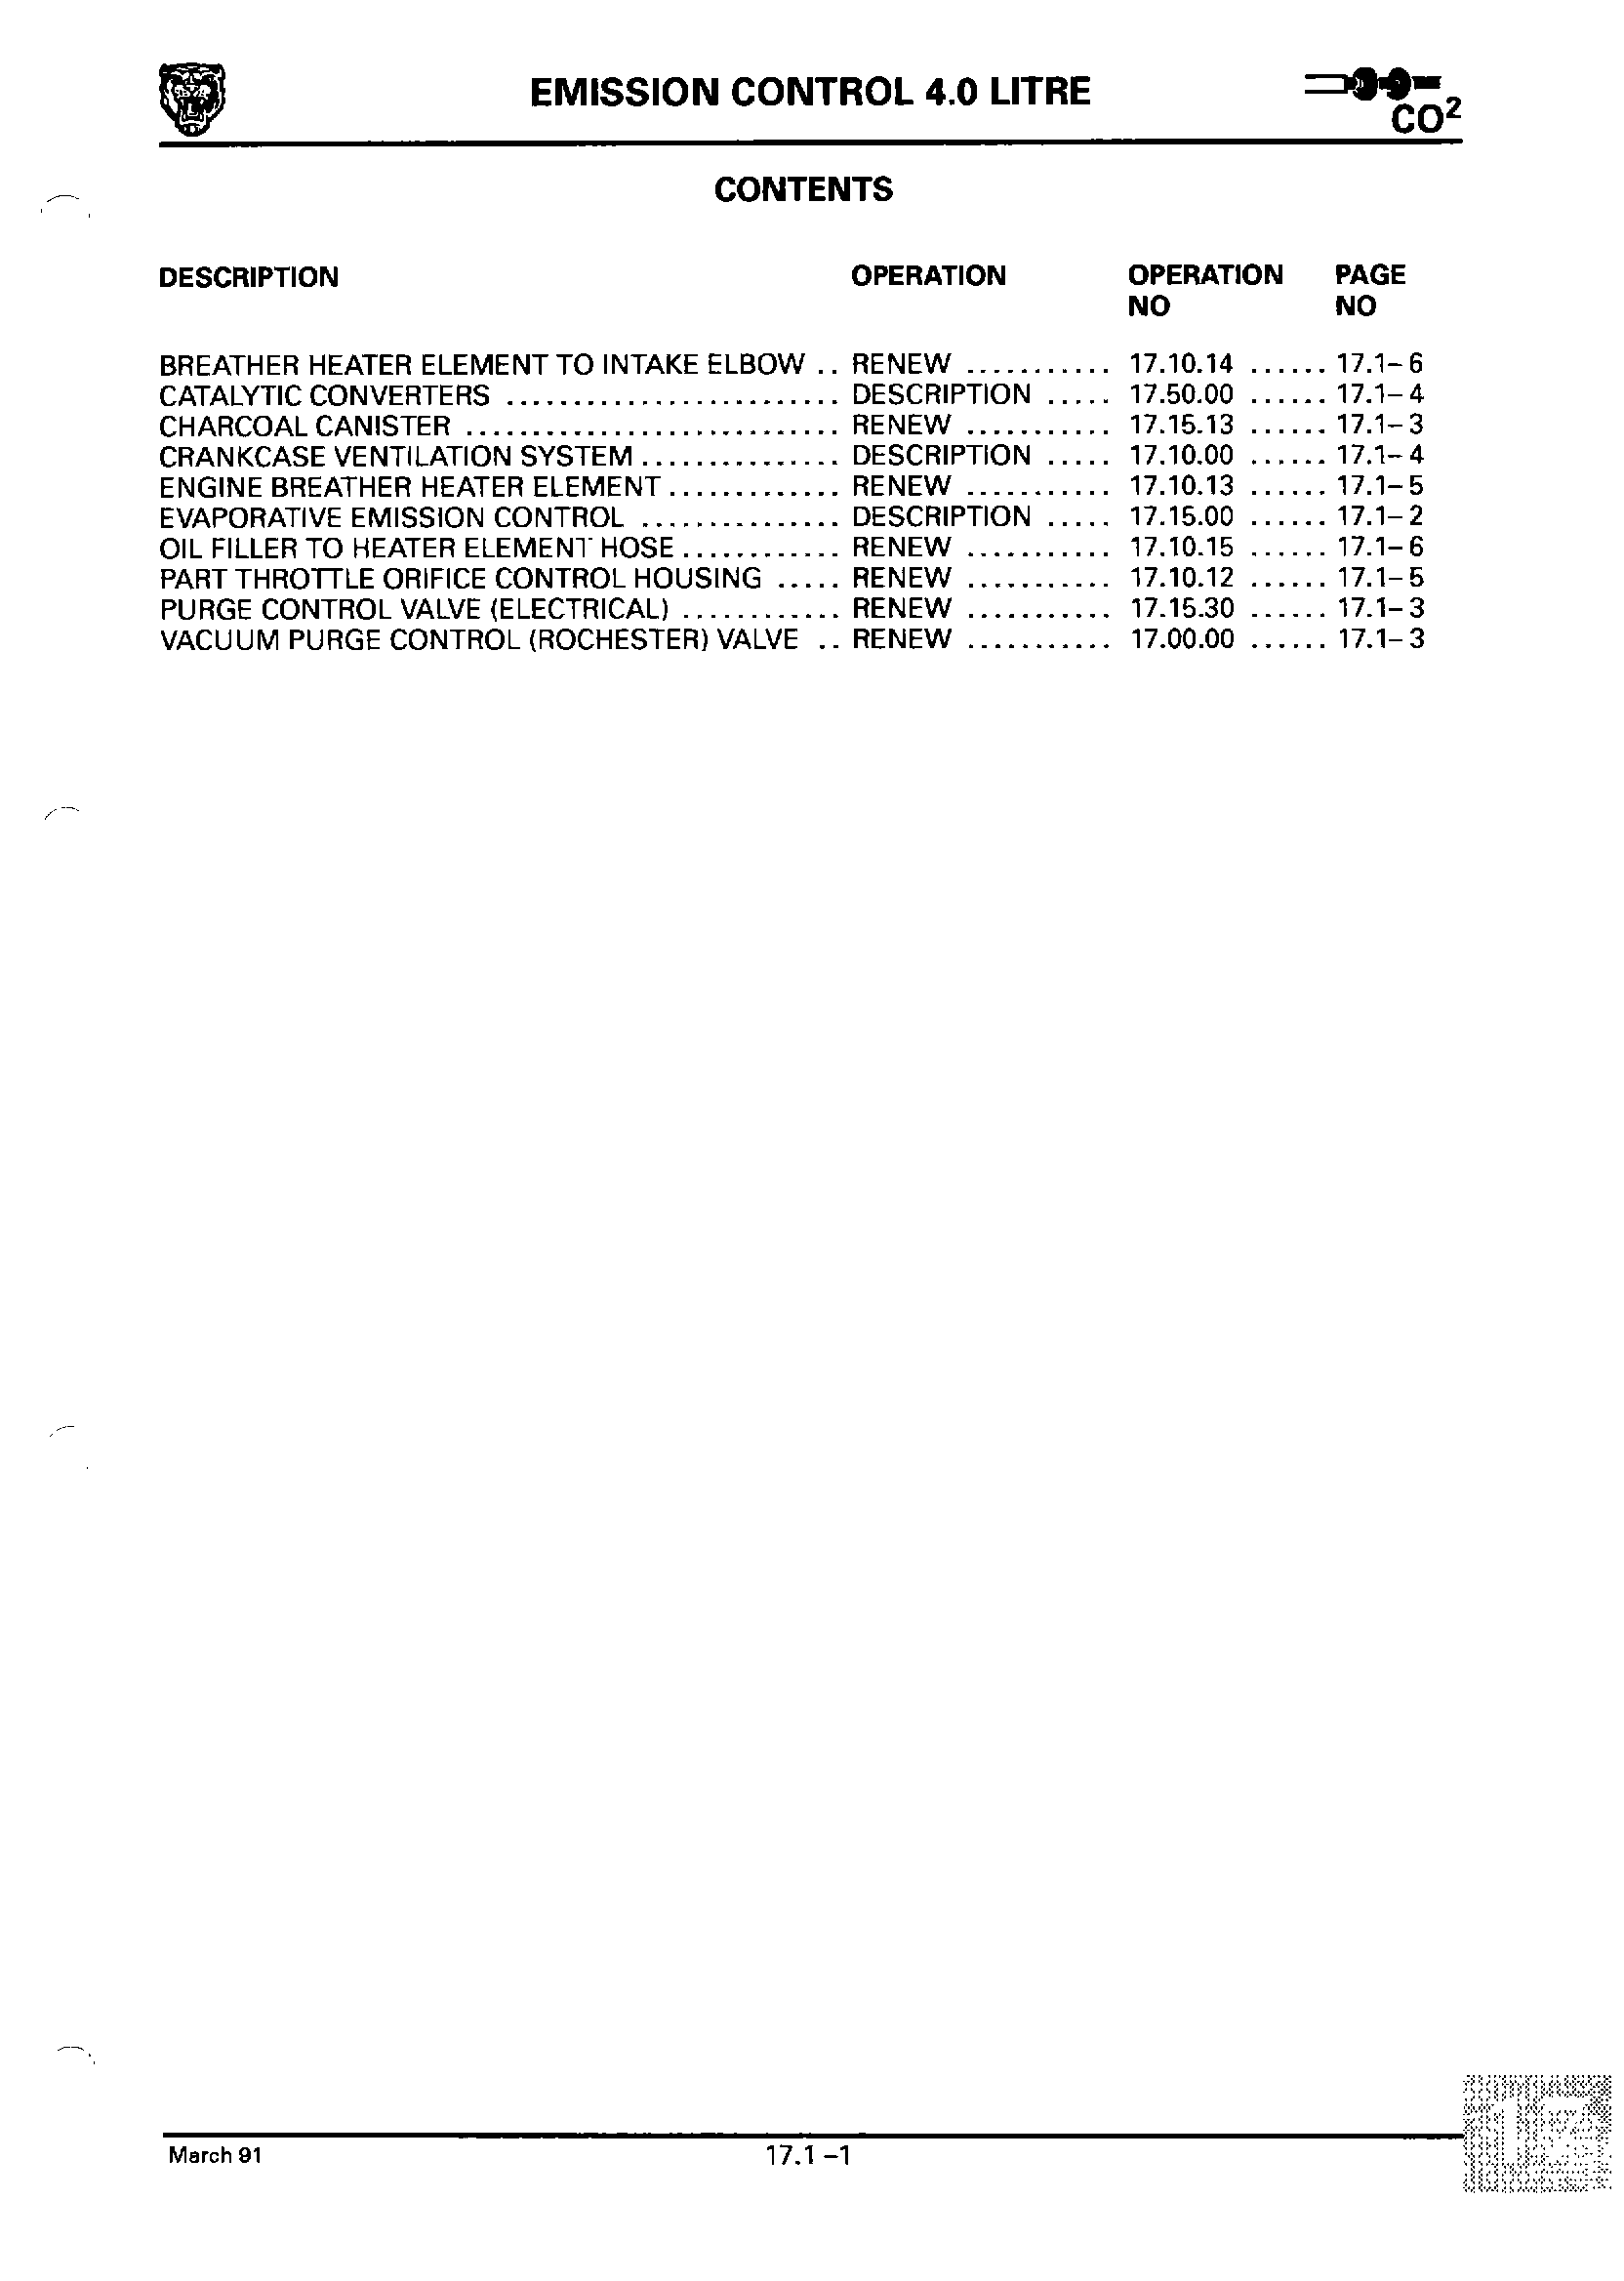 EMISSION CONTROL 4.0 LITRE
CO²
CONTENTS
DESCRIPTION OPERATION OPERATION NO PAGE NO
BREATHER HEATER ELEMENT TO INTAKE ELBOW .. RENEW ........... 17.10.14 ...... 17.1-6
CATALYTIC CONVERTERS ......................... DESCRIPTION ..... 17.50.00 ...... 17.1-4
CHARCOAL CANISTER ............................ RENEW ........... 17.15.13 ...... 17.1-3
CRANKCASE VENTILATION SYSTEM ............... DESCRIPTION ..... 17.10.00 ...... 17.1-4
ENGINE BREATHER HEATER ELEMENT ............. RENEW ........... 17.10.13 ...... 17.1-5
EVAPORATIVE EMISSION CONTROL ............... DESCRIPTION ..... 17.15.00 ...... 17.1-2
OIL FILLER TO HEATER ELEMENT HOSE ............ RENEW ........... 17.10.15 ...... 17.1-6
PART THROTTLE ORIFICE CONTROL HOUSING ..... RENEW ........... 17.10.12 ...... 17.1-5
PURGE CONTROL VALVE (ELECTRICAL) ............ RENEW ........... 17.15.30 ...... 17.1-3
VACUUM PURGE CONTROL (ROCHESTER) VALVE .. RENEW ........... 17.00.00 ...... 17.1-3
17
March 91 17.1 -1